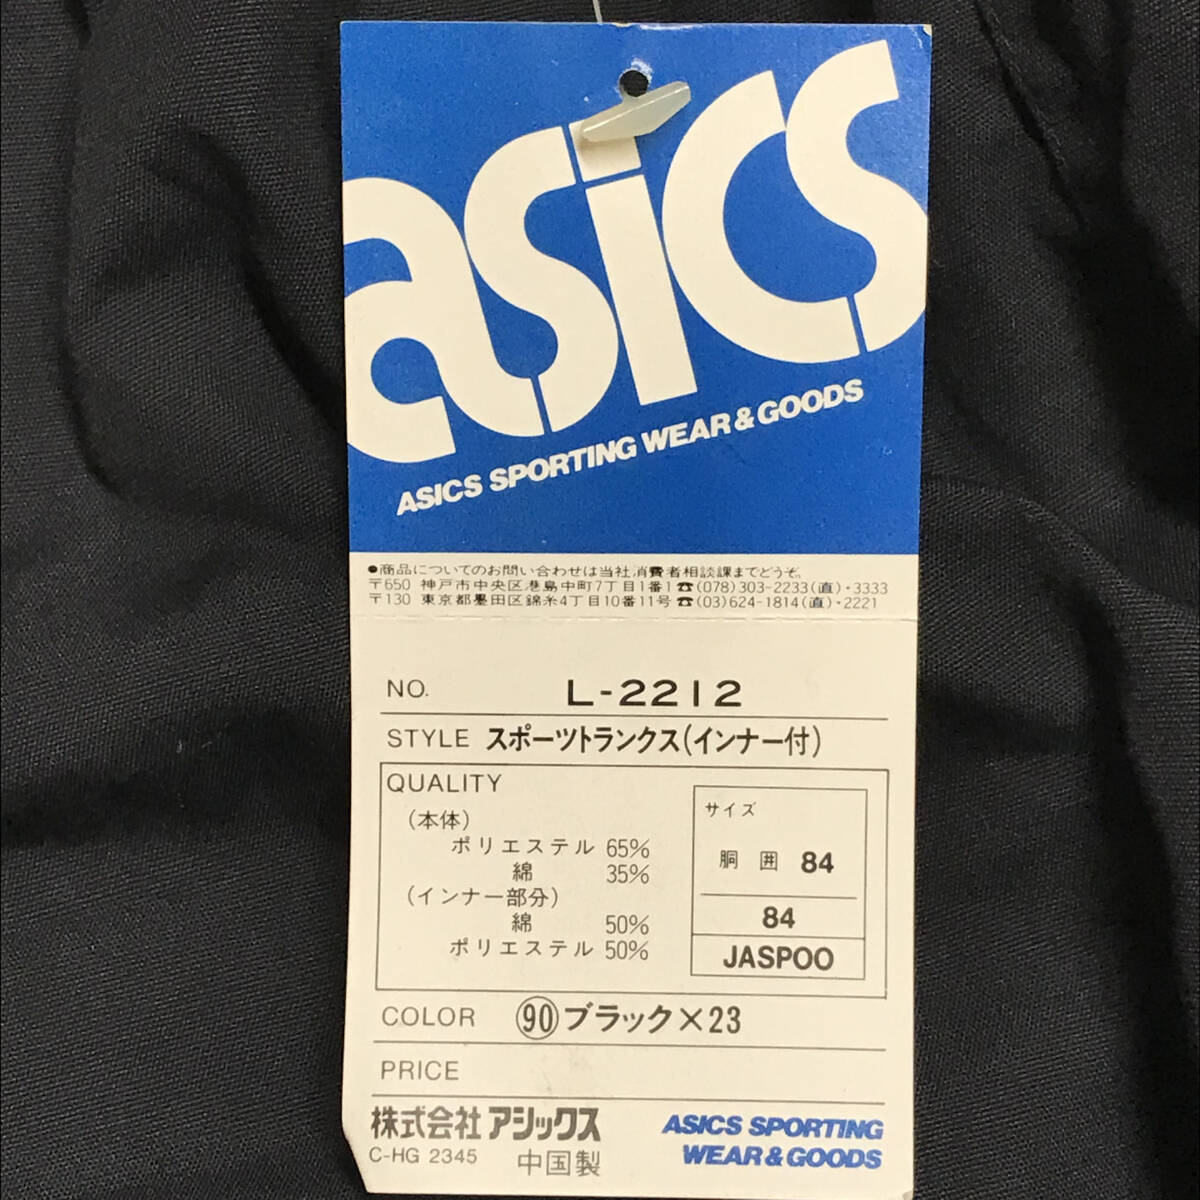 asics
ASICS SPORTING WEAR & GOODS
●商品についてのお問い合わせは当社消費者相談課までどうぞ。
〒650 神戸市中央区港島中町7丁目1番1☎(078)303-2233(直)・3333
〒130 東京都墨田区錦糸4丁目10番11号☎(03)624-1814(直)・2221
NO. L-2212
STYLE スポーツトランクス(インナー付)
QUALITY
(本体)
ポリエステル 65%
綿 35%
(インナー部分)
綿 50%
ポリエステル 50%
サイズ
胴囲 84
84
JASPOO
COLOR ⑨⓪ブラック×23
PRICE
株式会社アシックス
C-HG 2345 中国製
ASICS SPORTING
WEAR & GOODS